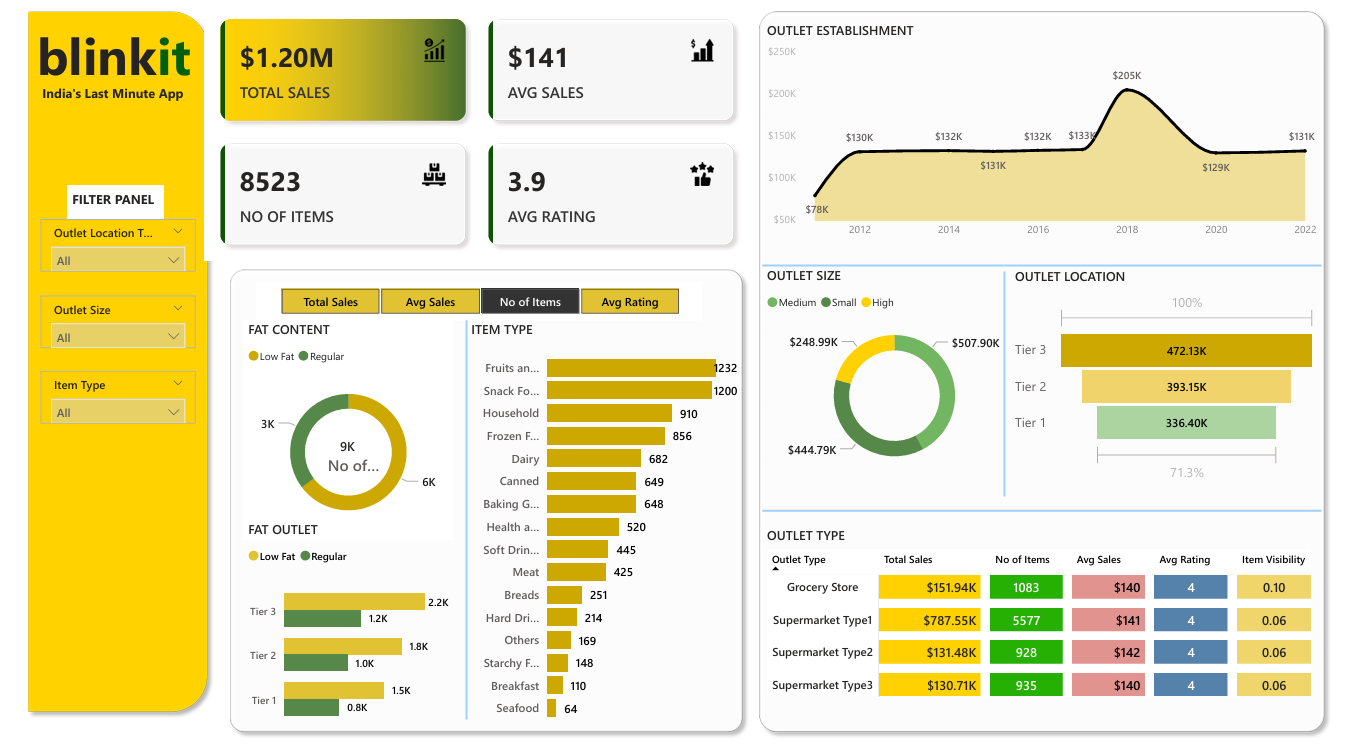 blinkit
India's Last Minute App
FILTER PANEL
Outlet Location T...
All
Outlet Size
All
Item Type
All
$1.20M
TOTAL SALES
$141
AVG SALES
8523
NO OF ITEMS
3.9
AVG RATING
Total Sales Avg Sales No of Items Avg Rating
FAT CONTENT
Low Fat Regular
3K
9K
No of...
6K
FAT OUTLET
Low Fat Regular
Tier 3 2.2K
1.2K
Tier 2 1.8K
1.0K
Tier 1 1.5K
0.8K
ITEM TYPE
Fruits an... 1232
Snack Fo... 1200
Household 910
Frozen F... 856
Dairy 682
Canned 649
Baking G... 648
Health a... 520
Soft Drin... 445
Meat 425
Breads 251
Hard Dri... 214
Others 169
Starchy F... 148
Breakfast 110
Seafood 64
OUTLET ESTABLISHMENT
$250K
$200K
$150K
$100K
$50K
$78K $130K $132K $131K $132K $133K $205K $129K $131K
2012 2014 2016 2018 2020 2022
OUTLET SIZE
Medium Small High
$248.99K $507.90K
$444.79K
OUTLET LOCATION
100%
Tier 3 472.13K
Tier 2 393.15K
Tier 1 336.40K
71.3%
OUTLET TYPE
Outlet Type Total Sales No of Items Avg Sales Avg Rating Item Visibility
Grocery Store $151.94K 1083 $140 4 0.10
Supermarket Type1 $787.55K 5577 $141 4 0.06
Supermarket Type2 $131.48K 928 $142 4 0.06
Supermarket Type3 $130.71K 935 $140 4 0.06